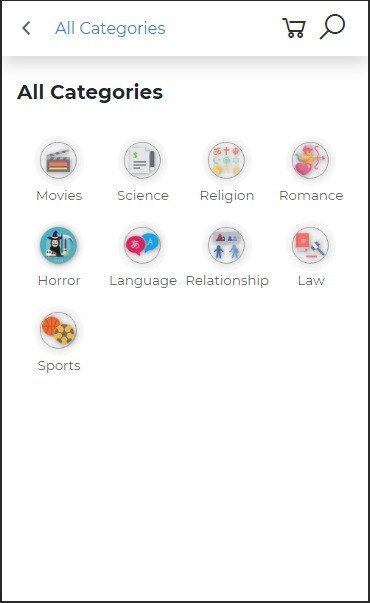 All Categories
All Categories
Movies Science Religion Romance
Horror Language Relationship Law
Sports